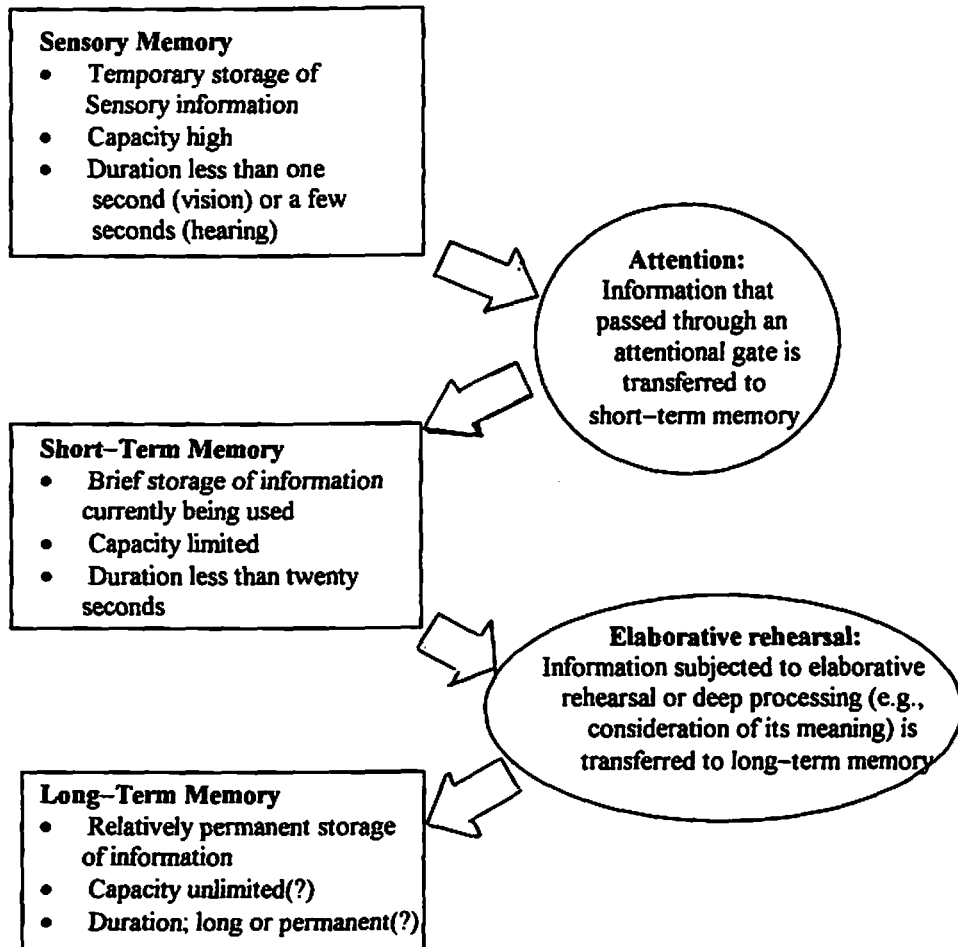 Sensory Memory
• Temporary storage of
Sensory information
• Capacity high
• Duration less than one
second (vision) or a few
seconds (hearing)
Attention:
Information that
passed through an
attentional gate is
transferred to
short–term memory
Short–Term Memory
• Brief storage of information
currently being used
• Capacity limited
• Duration less than twenty
seconds
Elaborative rehearsal:
Information subjected to elaborative
rehearsal or deep processing (e.g.,
consideration of its meaning) is
transferred to long–term memory
Long–Term Memory
• Relatively permanent storage
of information
• Capacity unlimited(?)
• Duration; long or permanent(?)